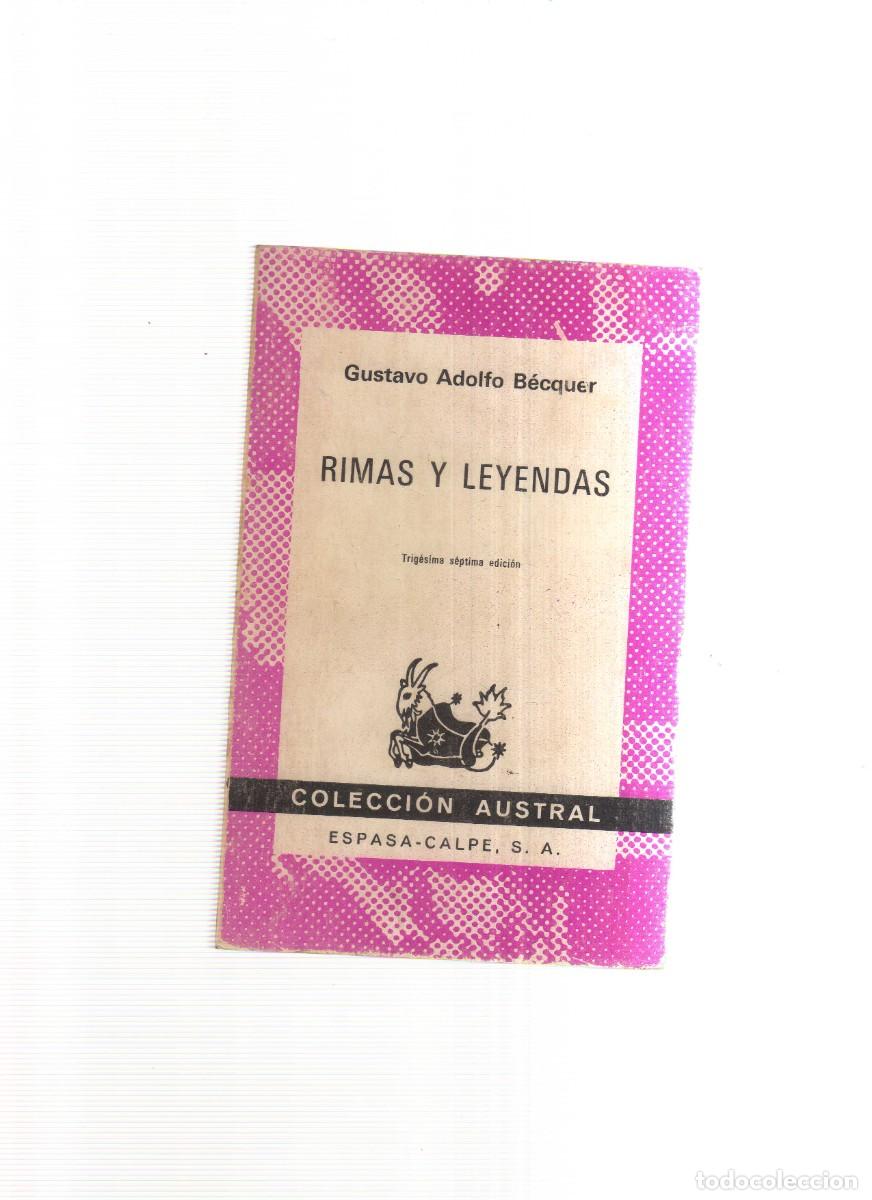 Gustavo Adolfo Bécquer
RIMAS Y LEYENDAS
Trigésima séptima edición
COLECCIÓN AUSTRAL
ESPASA-CALPE, S. A.
todocoleccion